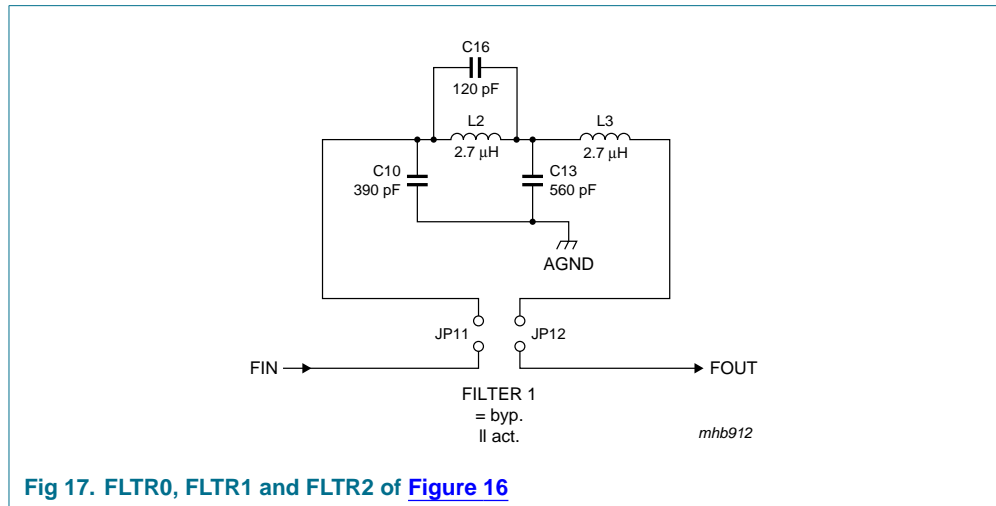 C16
120 pF
L2
2.7 μH
L3
2.7 μH
C10
390 pF
C13
560 pF
AGND
JP11
JP12
FIN
FOUT
FILTER 1
= byp.
II act.
mhb912
Fig 17. FLTR0, FLTR1 and FLTR2 of Figure 16